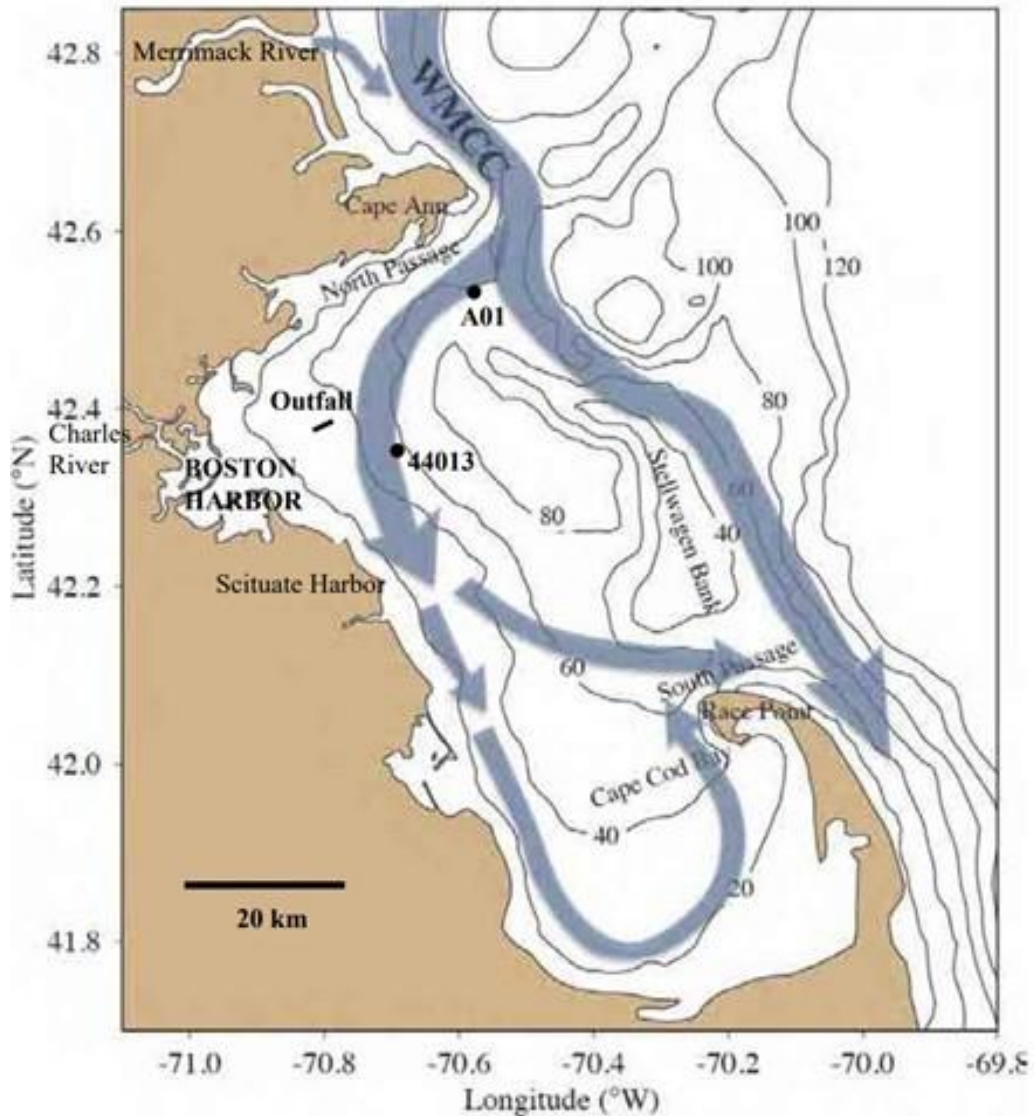 42.8
Merrimack River
WMCC
Cape Ann
42.6
North Passage
100
100
120
A01
42.4
Outfall
80
Charles
River
BOSTON
HARBOR
44013
80
Stellwagen Bank
60
40
Latitude (°N)
42.2
Scituate Harbor
60
South Passage
Race Point
42.0
Cape Cod Bay
40
20
20 km
41.8
-71.0
-70.8
-70.6
-70.4
-70.2
-70.0
-69.8
Longitude (°W)